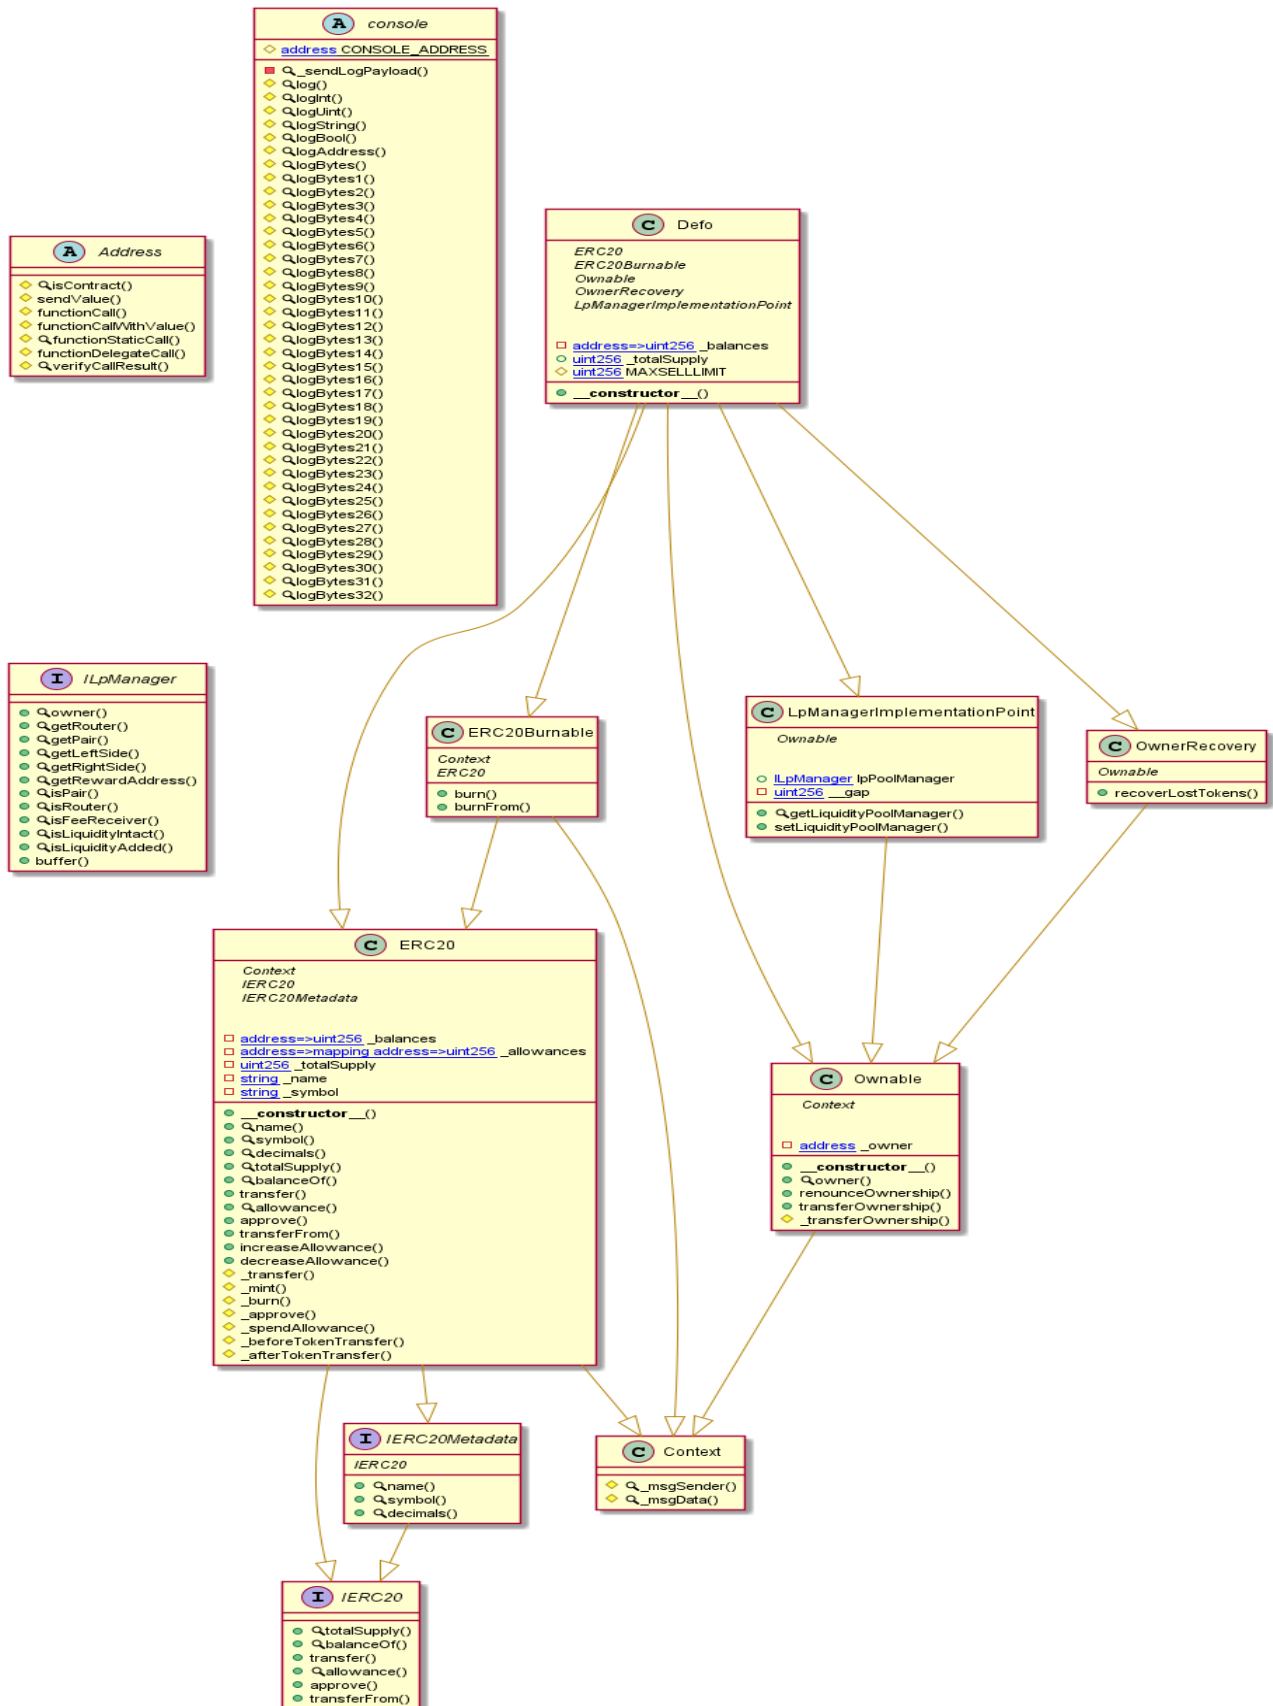 A console
address CONSOLE_ADDRESS
_sendLogPayload()
log()
logInt()
logUint()
logString()
logBool()
logAddress()
logBytes()
logBytes1()
logBytes2()
logBytes3()
logBytes4()
logBytes5()
logBytes6()
logBytes7()
logBytes8()
logBytes9()
logBytes10()
logBytes11()
logBytes12()
logBytes13()
logBytes14()
logBytes15()
logBytes16()
logBytes17()
logBytes18()
logBytes19()
logBytes20()
logBytes21()
logBytes22()
logBytes23()
logBytes24()
logBytes25()
logBytes26()
logBytes27()
logBytes28()
logBytes29()
logBytes30()
logBytes31()
logBytes32()
A Address
isContract()
sendValue()
functionCall()
functionCallWithValue()
functionStaticCall()
functionDelegateCall()
verifyCallResult()
C Defo
ERC20
ERC20Burnable
Ownable
OwnerRecovery
LpManagerImplementationPoint
address=>uint256 _balances
uint256 _totalSupply
uint256 MAXSELLLIMIT
__constructor__()
I ILpManager
owner()
getRouter()
getPair()
getLeftSide()
getRightSide()
getRewardAddress()
isPair()
isRouter()
isFeeReceiver()
isLiquidityIntact()
isLiquidityAdded()
buffer()
C ERC20Burnable
Context
ERC20
burn()
burnFrom()
C LpManagerImplementationPoint
Ownable
ILpManager lpPoolManager
uint256 __gap
getLiquidityPoolManager()
setLiquidityPoolManager()
C OwnerRecovery
Ownable
recoverLostTokens()
C ERC20
Context
IERC20
IERC20Metadata
address=>uint256 _balances
address=>mapping address=>uint256 _allowances
uint256 _totalSupply
string _name
string _symbol
__constructor__()
name()
symbol()
decimals()
totalSupply()
balanceOf()
transfer()
allowance()
approve()
transferFrom()
increaseAllowance()
decreaseAllowance()
_transfer()
_mint()
_burn()
_approve()
_spendAllowance()
_beforeTokenTransfer()
_afterTokenTransfer()
C Ownable
Context
address _owner
__constructor__()
owner()
renounceOwnership()
transferOwnership()
_transferOwnership()
I IERC20Metadata
IERC20
name()
symbol()
decimals()
C Context
_msgSender()
_msgData()
I IERC20
totalSupply()
balanceOf()
transfer()
allowance()
approve()
transferFrom()